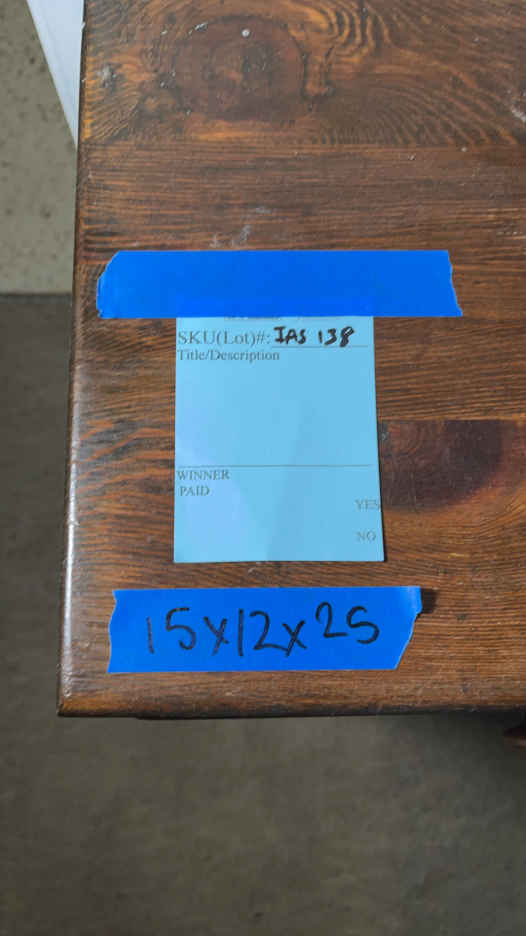 SKU(Lot)#: IAS 138
Title/Description
WINNER
PAID
YES
NO
15x12x25